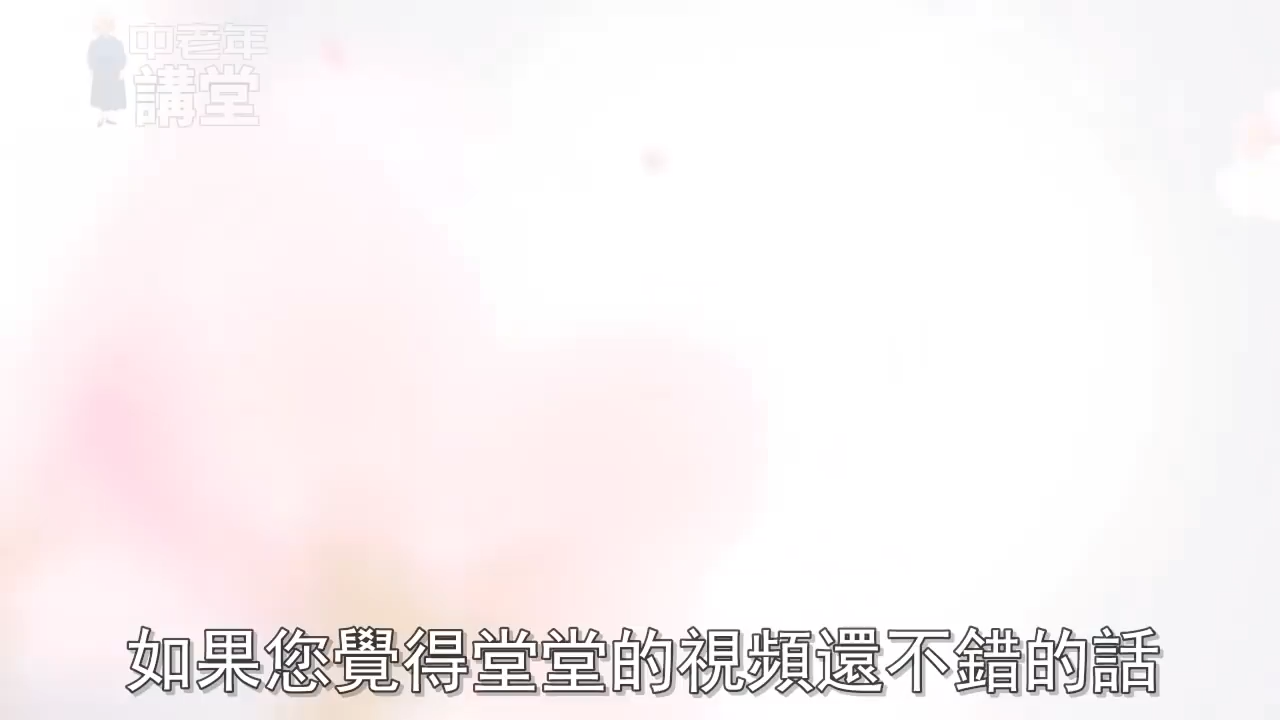 中老年
講堂
如果您覺得堂堂的視頻還不錯的話